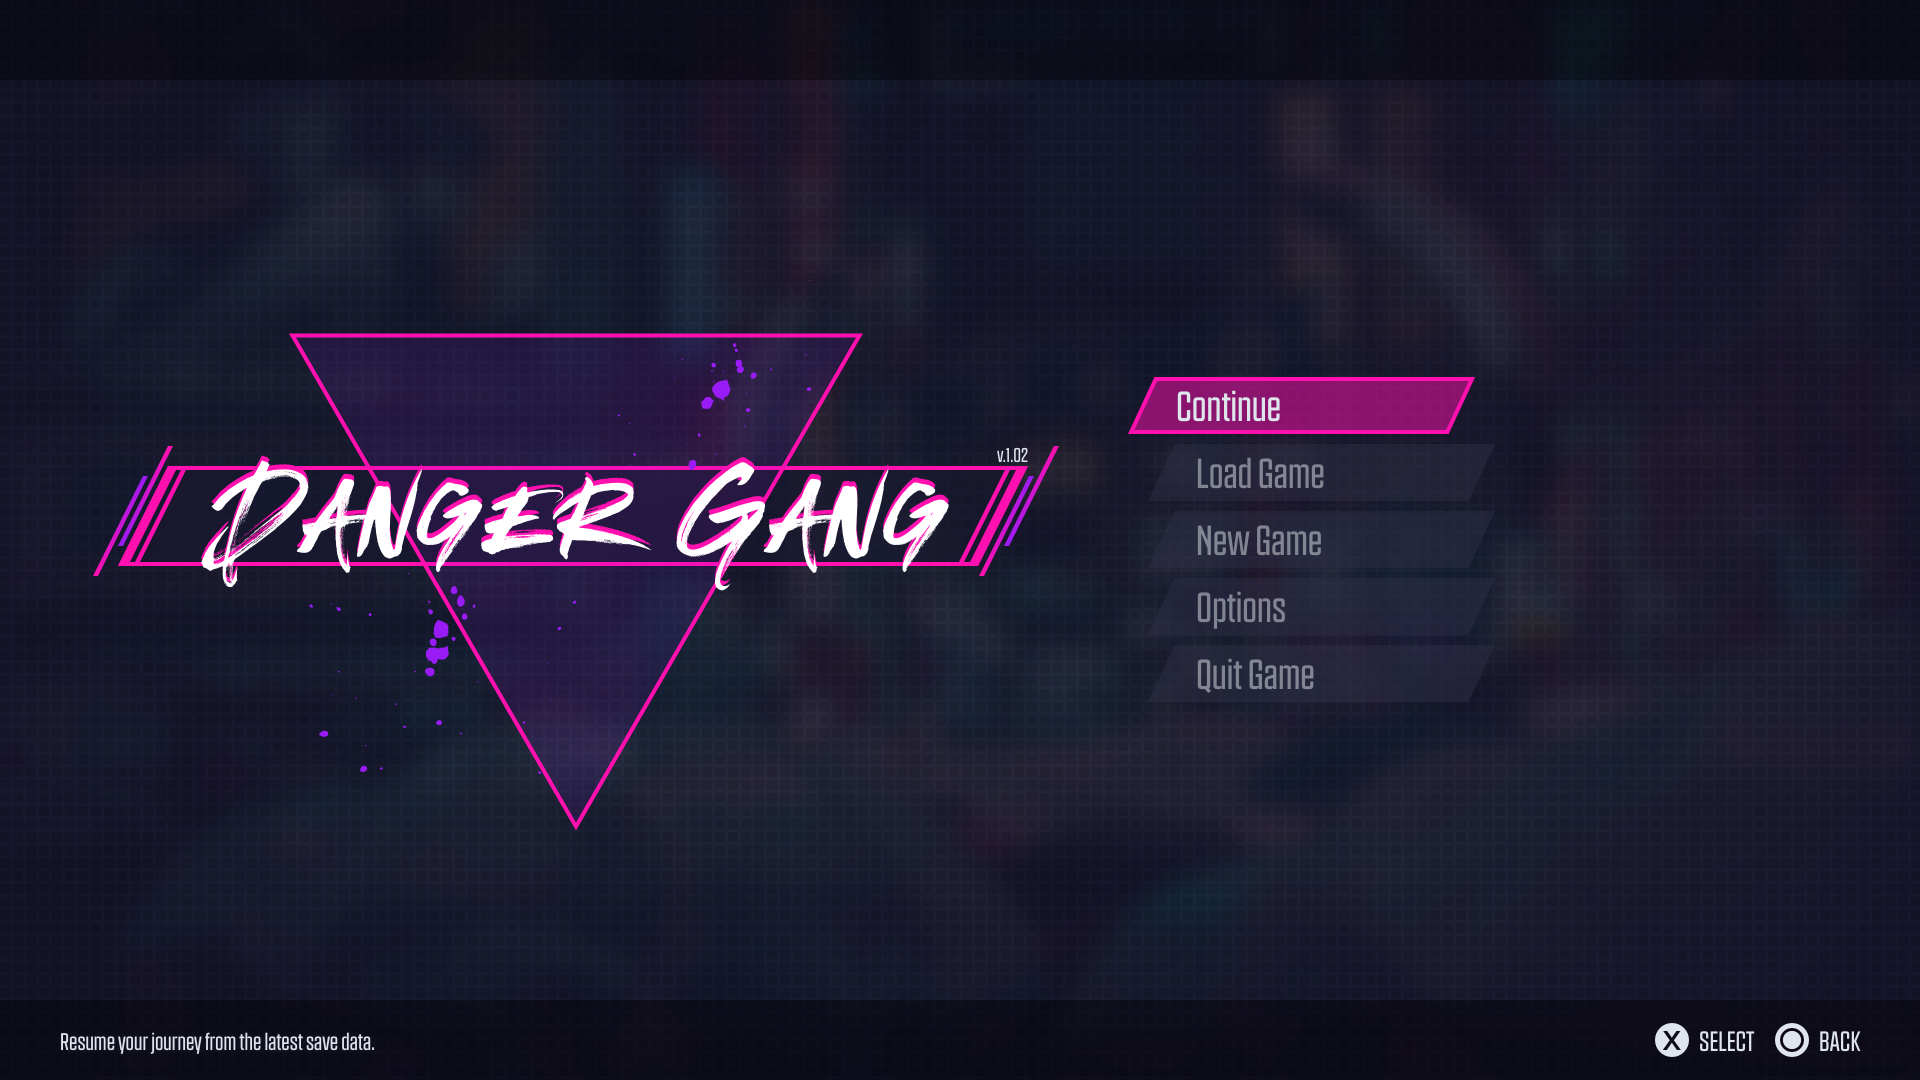 v.1.02
DANGER GANG
Continue
Load Game
New Game
Options
Quit Game
Resume your journey from the latest save data.
X SELECT BACK